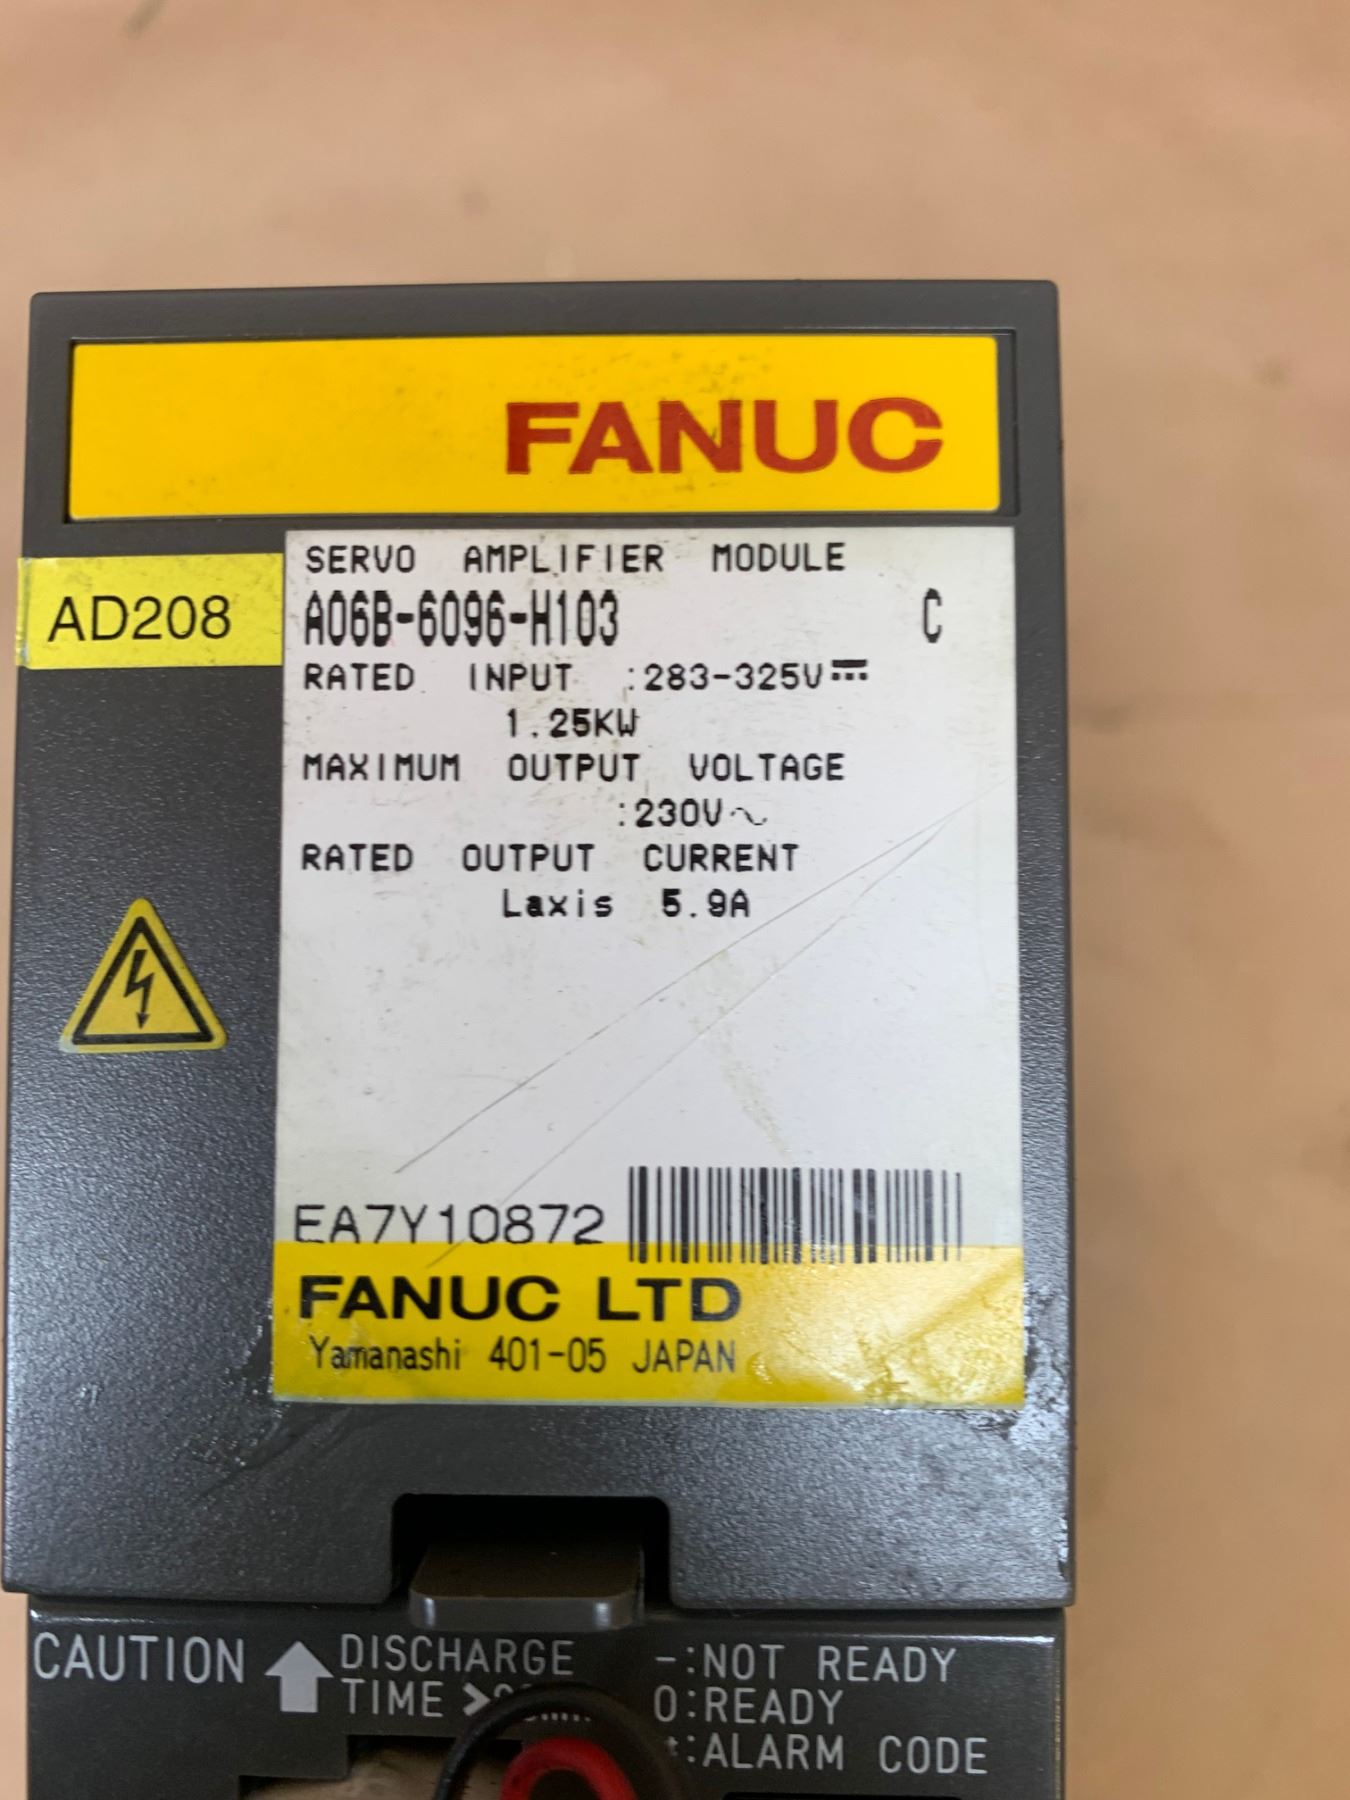 FANUC
SERVO AMPLIFIER MODULE
AD208
A06B-6096-H103 C
RATED INPUT :283-325V⎓
1.25KW
MAXIMUM OUTPUT VOLTAGE
:230V~
RATED OUTPUT CURRENT
Laxis 5.9A
EA7Y10872
FANUC LTD
Yamanashi 401-05 JAPAN
CAUTION DISCHARGE -:NOT READY
TIME > 0:READY
:ALARM CODE